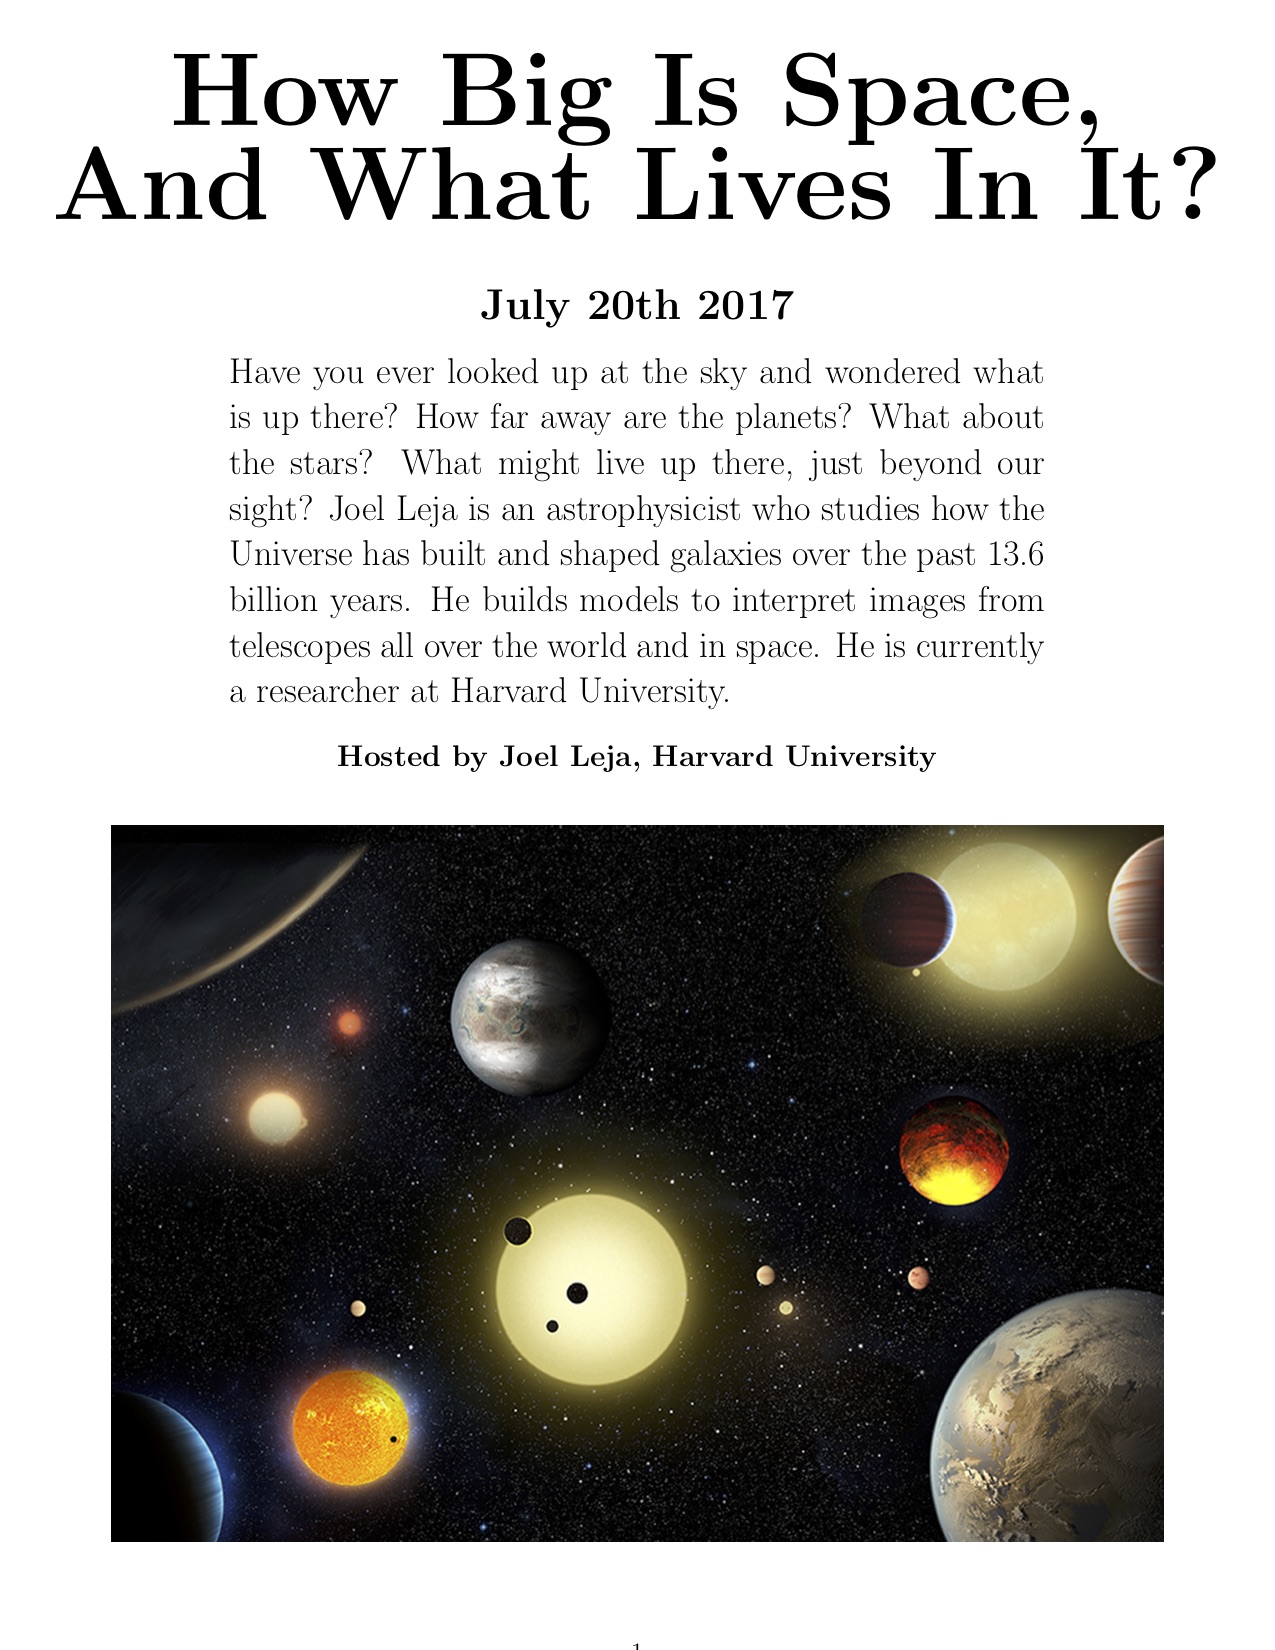 How Big Is Space,
And What Lives In It?
July 20th 2017
Have you ever looked up at the sky and wondered what
is up there? How far away are the planets? What about
the stars? What might live up there, just beyond our
sight? Joel Leja is an astrophysicist who studies how the
Universe has built and shaped galaxies over the past 13.6
billion years. He builds models to interpret images from
telescopes all over the world and in space. He is currently
a researcher at Harvard University.
Hosted by Joel Leja, Harvard University
1